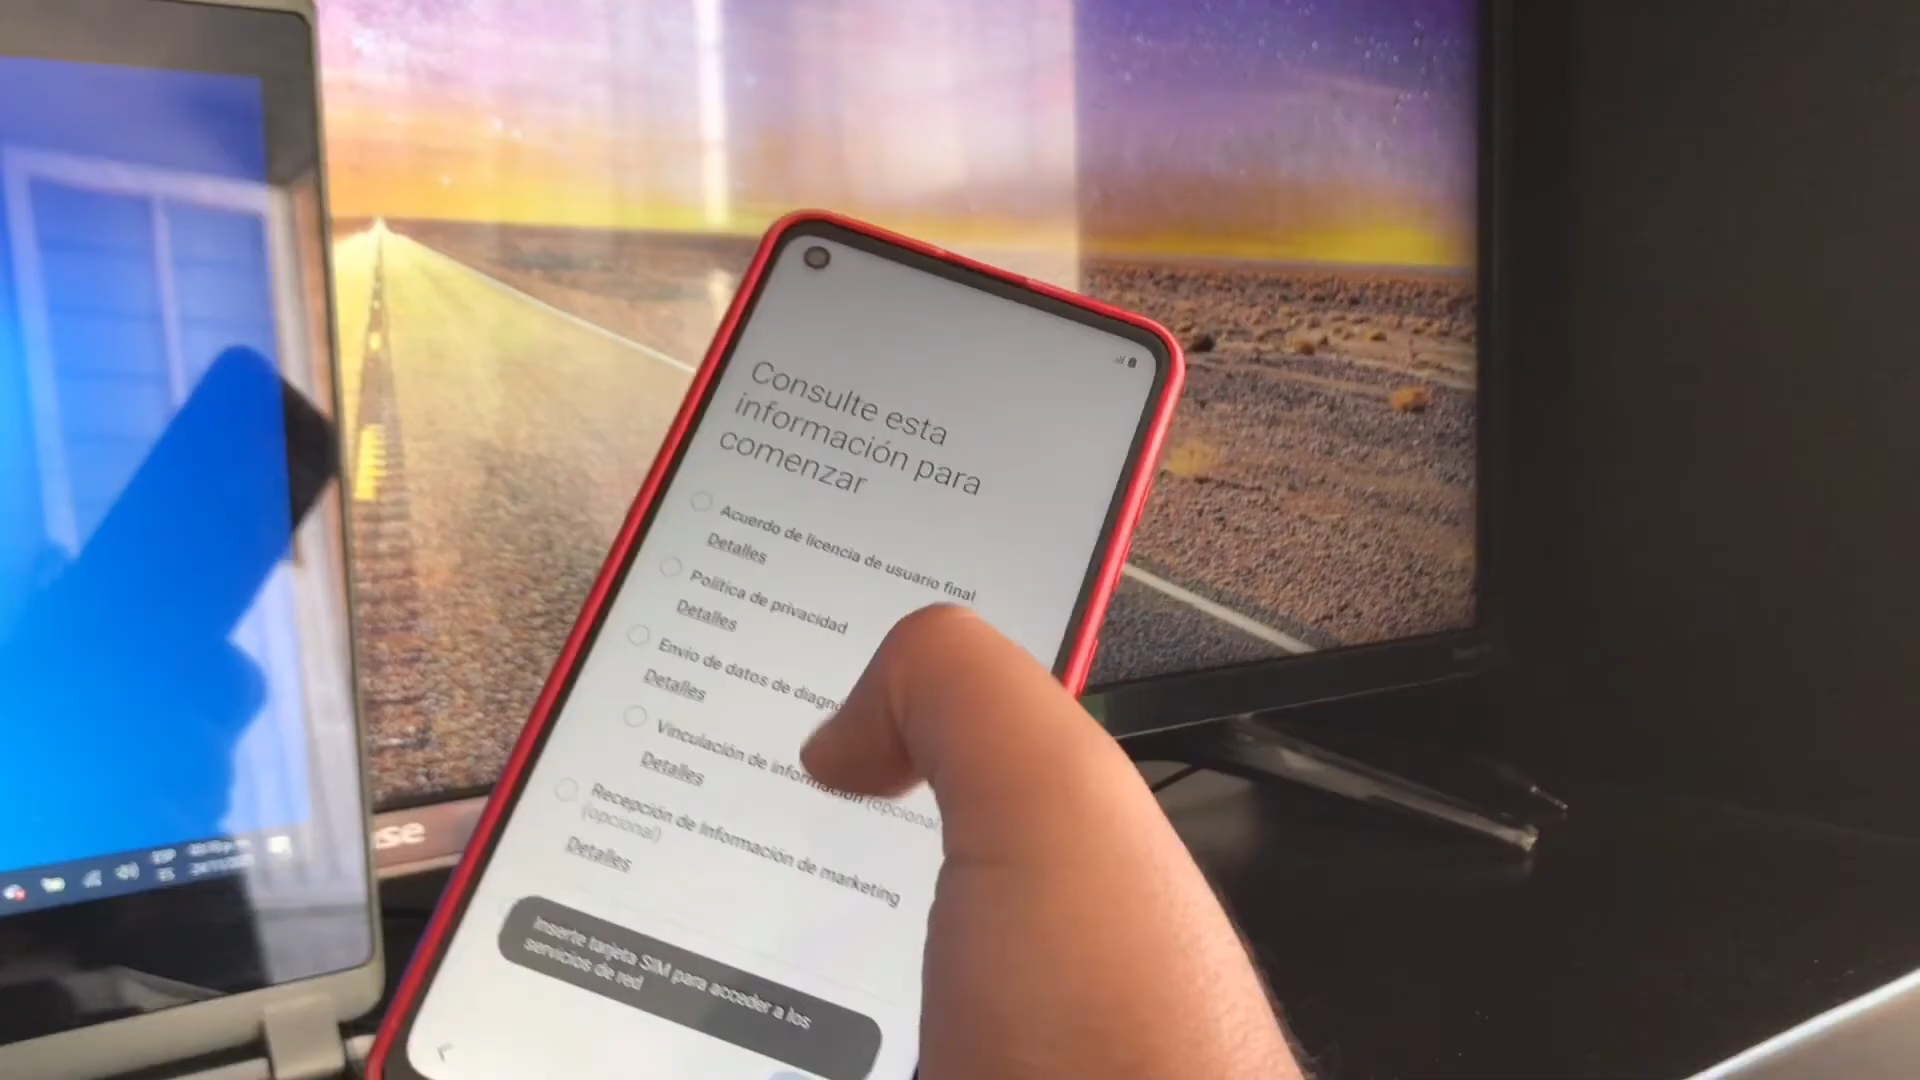 Consulte esta
información para
comenzar
Acuerdo de licencia de usuario final
Detalles
Política de privacidad
Detalles
Envío de datos de diagnó
Detalles
Vinculación de información (opcional
Detalles
Recepción de Información de marketing
(opcional)
Detalles
Inserte tarjeta SIM para acceder a los
servicios de red
ESP
ES